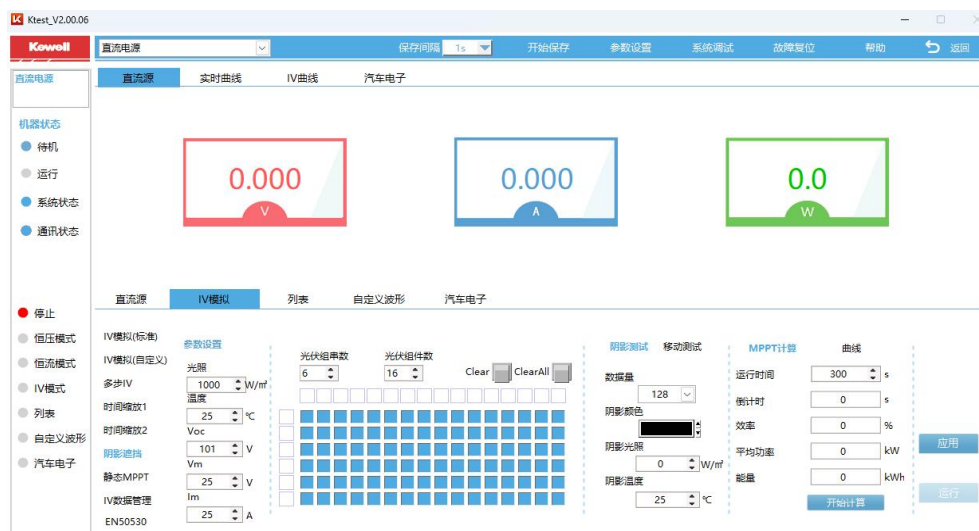 Ktest_V2.00.06
Kewell
直流电源
保存间隔 1s 开始保存 参数设置 系统调试 故障复位 帮助 返回
直流电源
直流源 实时曲线 IV曲线 汽车电子
机器状态
待机
运行
系统状态
通讯状态
0.000
V
0.000
A
0.0
W
直流源 IV模拟 列表 自定义波形 汽车电子
停止
恒压模式
恒流模式
IV模式
列表
自定义波形
汽车电子
IV模拟(标准)
IV模拟(自定义)
多步IV
时间缩放1
时间缩放2
阴影遮挡
静态MPPT
IV数据管理
EN50530
参数设置
光照
1000 W/㎡
温度
25 ℃
Voc
101 V
Vm
25 V
Im
25 A
光伏组串数
6
光伏组件数
16
Clear ClearAll
阴影测试 移动测试
数据量
128
阴影颜色
阴影光照
0 W/㎡
阴影温度
25 ℃
MPPT计算 曲线
运行时间 300 s
倒计时 0 s
效率 0 %
平均功率 0 kW
能量 0 kWh
开始计算
应用
运行